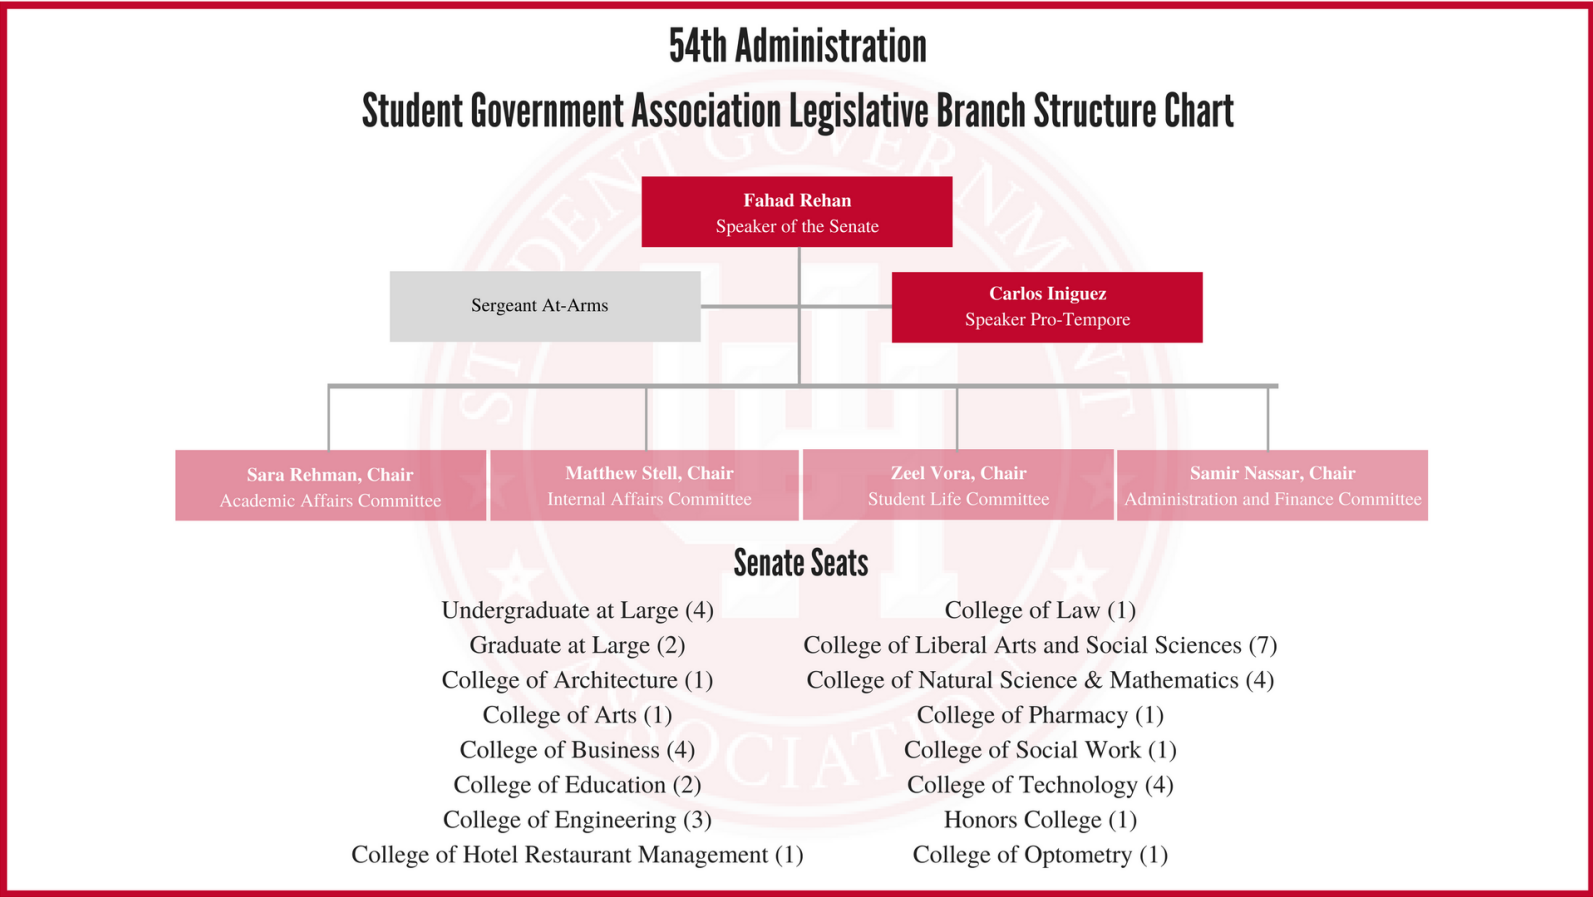 54th Administration
Student Government Association Legislative Branch Structure Chart
Fahad Rehan
Speaker of the Senate
Sergeant At-Arms
Carlos Iniguez
Speaker Pro-Tempore
Sara Rehman, Chair
Academic Affairs Committee
Matthew Stell, Chair
Internal Affairs Committee
Zeel Vora, Chair
Student Life Committee
Samir Nassar, Chair
Administration and Finance Committee
Senate Seats
Undergraduate at Large (4)
Graduate at Large (2)
College of Architecture (1)
College of Arts (1)
College of Business (4)
College of Education (2)
College of Engineering (3)
College of Hotel Restaurant Management (1)
College of Law (1)
College of Liberal Arts and Social Sciences (7)
College of Natural Science & Mathematics (4)
College of Pharmacy (1)
College of Social Work (1)
College of Technology (4)
Honors College (1)
College of Optometry (1)
STUDENT GOVERNMENT
ASSOCIATION